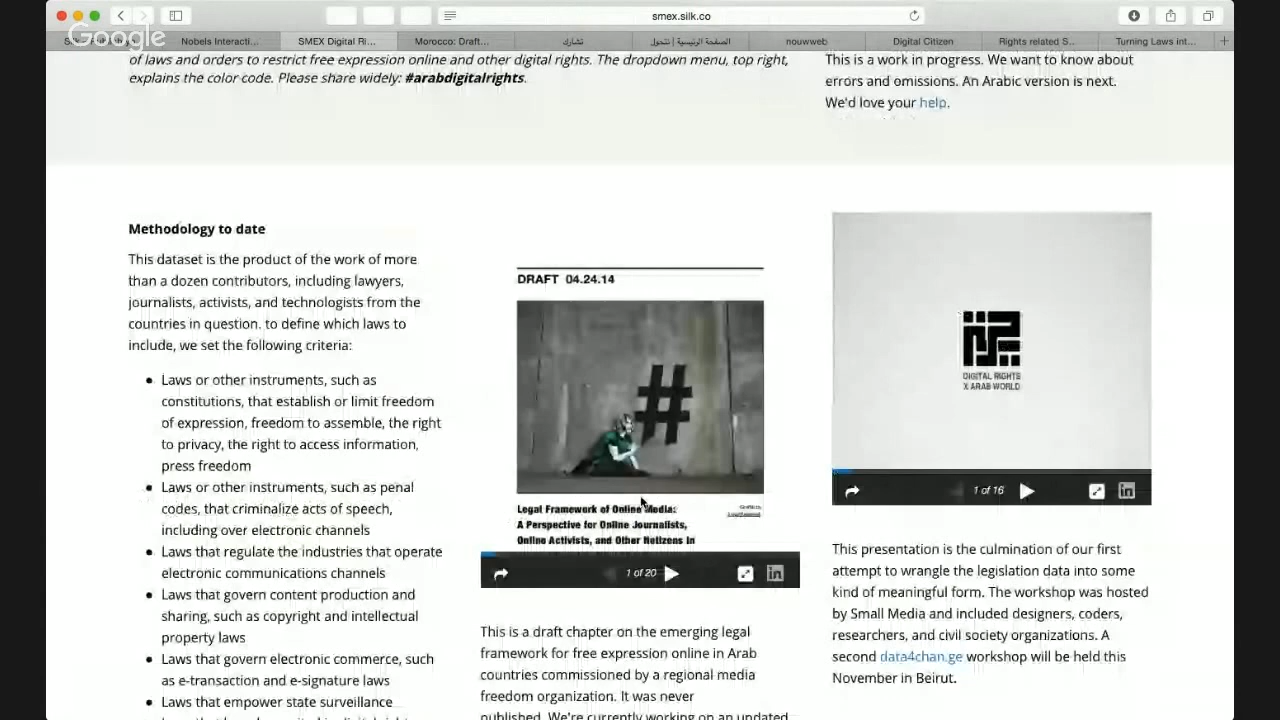 Google
smex.silk.co
Nobels Interacti...
SMEX Digital Ri...
Morocco: Draft...
تشارك
الصفحة الرئيسية | نتحول
nouwweb
Digital Citizen
Rights related S...
Turning Laws int...
of laws and orders to restrict free expression online and other digital rights. The dropdown menu, top right,
explains the color code. Please share widely: #arabdigitalrights.
This is a work in progress. We want to know about
errors and omissions. An Arabic version is next.
We'd love your help.
Methodology to date
This dataset is the product of the work of more
than a dozen contributors, including lawyers,
journalists, activists, and technologists from the
countries in question. to define which laws to
include, we set the following criteria:
• Laws or other instruments, such as
constitutions, that establish or limit freedom
of expression, freedom to assemble, the right
to privacy, the right to access information,
press freedom
• Laws or other instruments, such as penal
codes, that criminalize acts of speech,
including over electronic channels
• Laws that regulate the industries that operate
electronic communications channels
• Laws that govern content production and
sharing, such as copyright and intellectual
property laws
• Laws that govern electronic commerce, such
as e-transaction and e-signature laws
• Laws that empower state surveillance
DRAFT 04.24.14
#
Legal Framework of Online Media:
A Perspective for Online Journalists,
Online Activists, and Other Netizens in
1 of 20
in
This is a draft chapter on the emerging legal
framework for free expression online in Arab
countries commissioned by a regional media
freedom organization. It was never
published. We're currently working on an updated
DIGITAL RIGHTS
X ARAB WORLD
1 of 16
in
This presentation is the culmination of our first
attempt to wrangle the legislation data into some
kind of meaningful form. The workshop was hosted
by Small Media and included designers, coders,
researchers, and civil society organizations. A
second data4chan.ge workshop will be held this
November in Beirut.